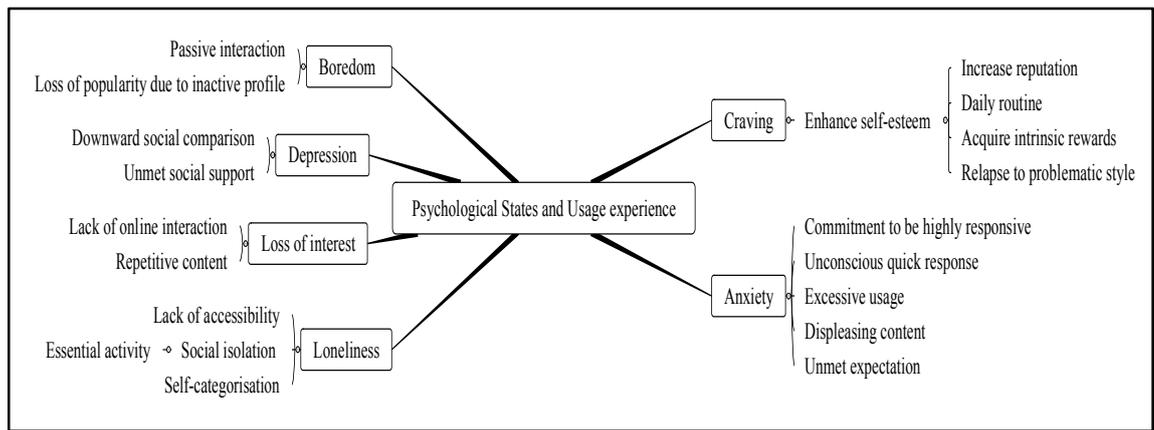 Psychological States and Usage experience
Boredom
Passive interaction
Loss of popularity due to inactive profile
Depression
Downward social comparison
Unmet social support
Loss of interest
Lack of online interaction
Repetitive content
Loneliness
Lack of accessibility
Social isolation
Essential activity
Self-categorisation
Craving
Enhance self-esteem
Increase reputation
Daily routine
Acquire intrinsic rewards
Relapse to problematic style
Anxiety
Commitment to be highly responsive
Unconscious quick response
Excessive usage
Displeasing content
Unmet expectation